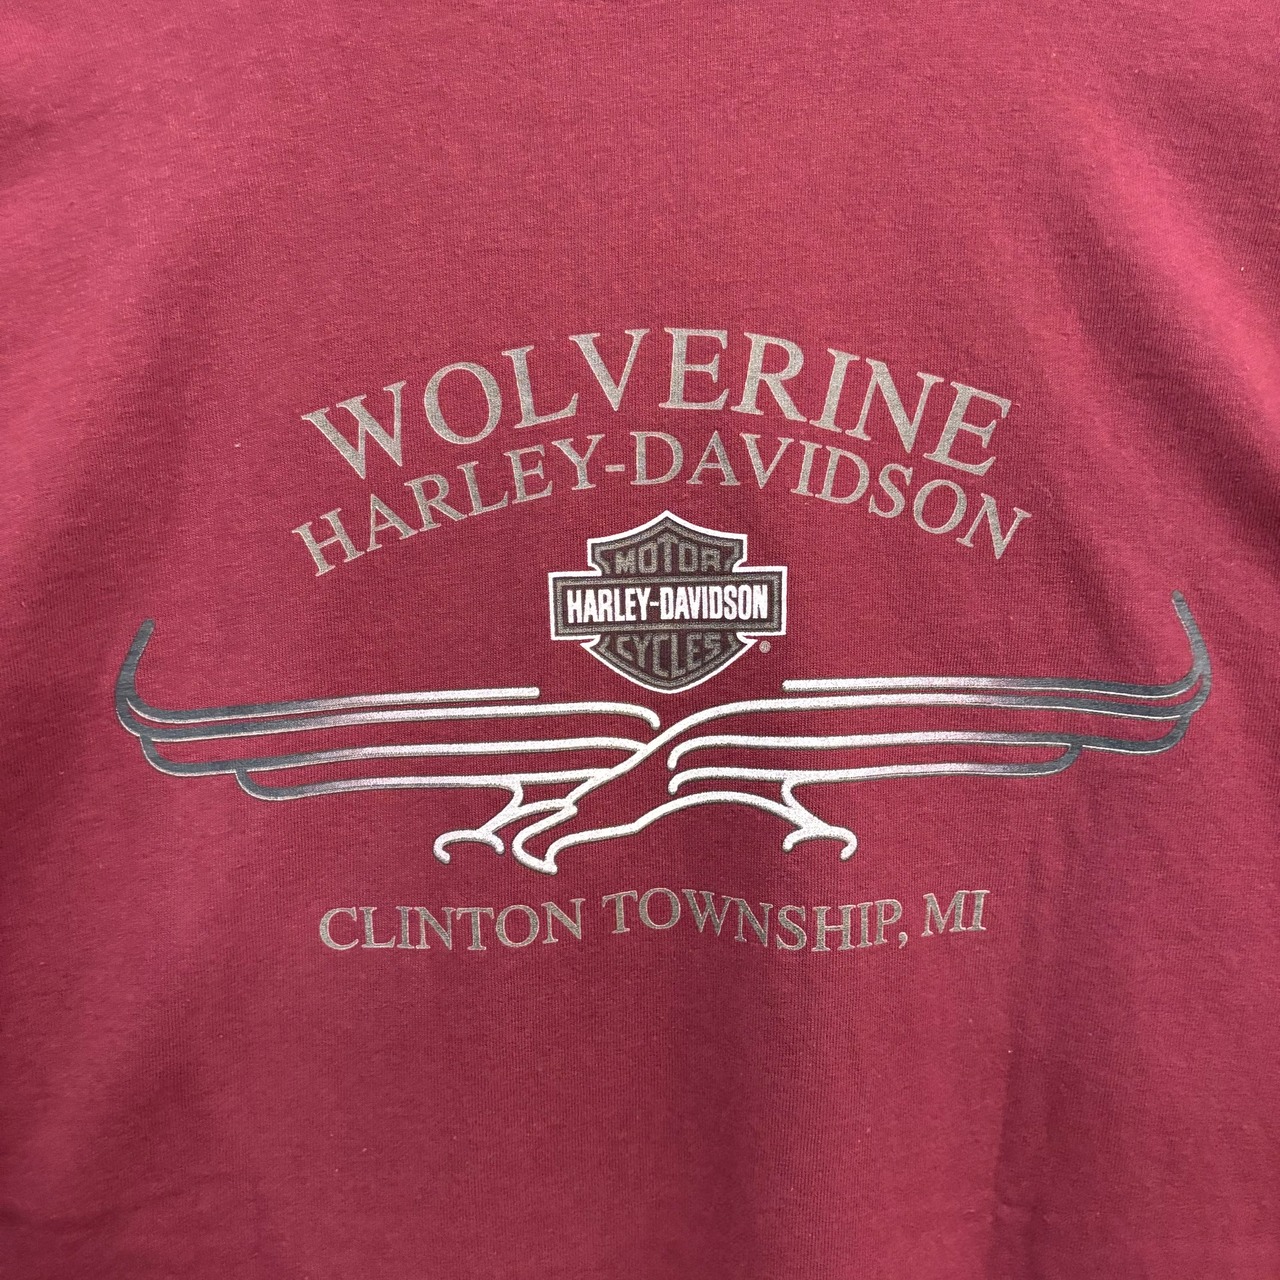 WOLVERINE
HARLEY-DAVIDSON
MOTOR
HARLEY-DAVIDSON
CYCLES
®
CLINTON TOWNSHIP, MI